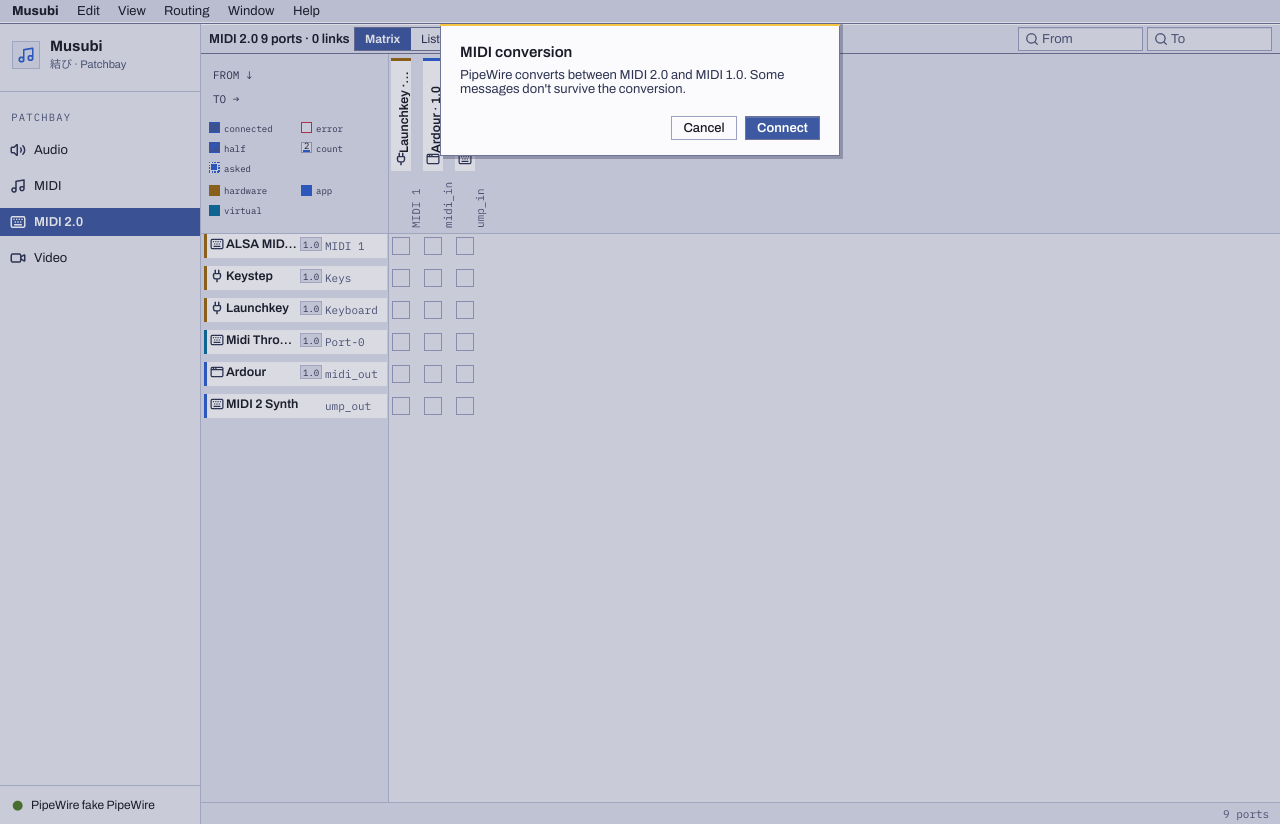 Musubi Edit View Routing Window Help
Musubi
結び · Patchbay
PATCHBAY
Audio
MIDI
MIDI 2.0
Video
PipeWire fake PipeWire
MIDI 2.0 9 ports · 0 links Matrix List
From To
MIDI conversion
PipeWire converts between MIDI 2.0 and MIDI 1.0. Some
messages don't survive the conversion.
Cancel Connect
FROM ↓
TO →
connected error
half 2 count
asked
hardware app
virtual
Launchkey ·…
Ardour · 1.0
MIDI 1
midi_in
ump_in
ALSA MID… 1.0 MIDI 1
Keystep 1.0 Keys
Launchkey 1.0 Keyboard
Midi Thro… 1.0 Port-0
Ardour 1.0 midi_out
MIDI 2 Synth ump_out
9 ports